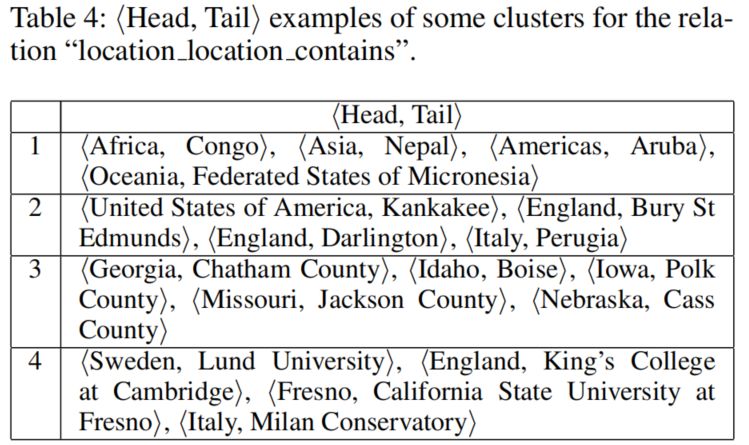 Table 4: ⟨Head, Tail⟩ examples of some clusters for the rela-
tion “location_location_contains”.
⟨Head, Tail⟩
1 ⟨Africa, Congo⟩, ⟨Asia, Nepal⟩, ⟨Americas, Aruba⟩,
⟨Oceania, Federated States of Micronesia⟩
2 ⟨United States of America, Kankakee⟩, ⟨England, Bury St
Edmunds⟩, ⟨England, Darlington⟩, ⟨Italy, Perugia⟩
3 ⟨Georgia, Chatham County⟩, ⟨Idaho, Boise⟩, ⟨Iowa, Polk
County⟩, ⟨Missouri, Jackson County⟩, ⟨Nebraska, Cass
County⟩
4 ⟨Sweden, Lund University⟩, ⟨England, King’s College
at Cambridge⟩, ⟨Fresno, California State University at
Fresno⟩, ⟨Italy, Milan Conservatory⟩